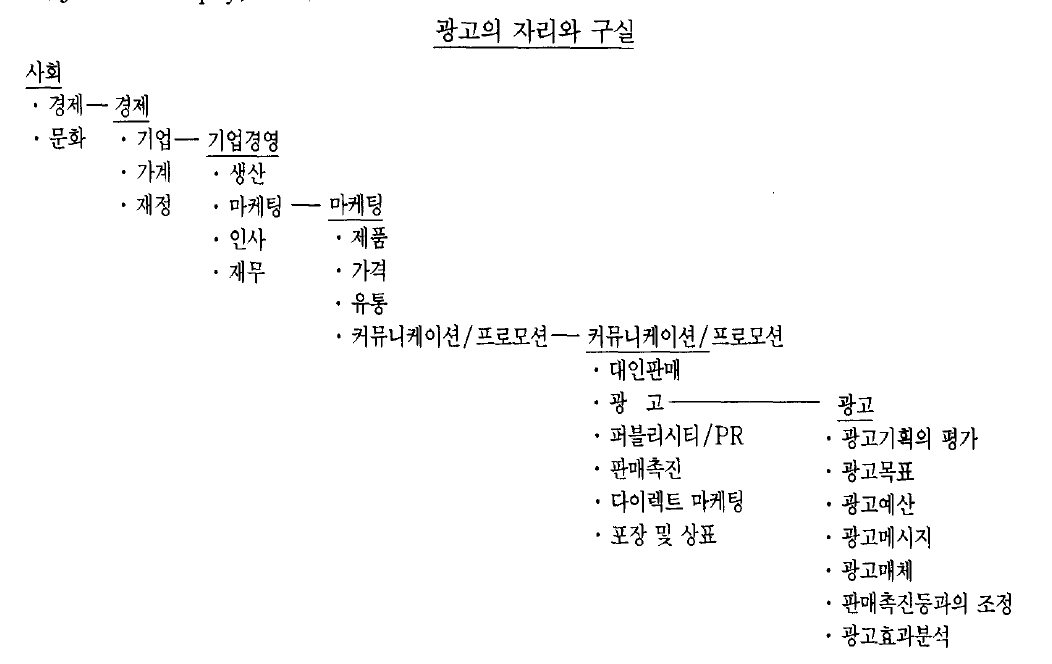 광고의 자리와 구실
사회
· 경제 — 경제
· 문화 · 기업 — 기업경영
· 가계 · 생산
· 재정 · 마케팅 — 마케팅
· 인사 · 제품
· 재무 · 가격
· 유통
· 커뮤니케이션/프로모션 — 커뮤니케이션/프로모션
· 대인판매
· 광 고 — 광고
· 퍼블리시티/PR · 광고기획의 평가
· 판매촉진 · 광고목표
· 다이렉트 마케팅 · 광고예산
· 포장 및 상표 · 광고메시지
· 광고매체
· 판매촉진등과의 조정
· 광고효과분석